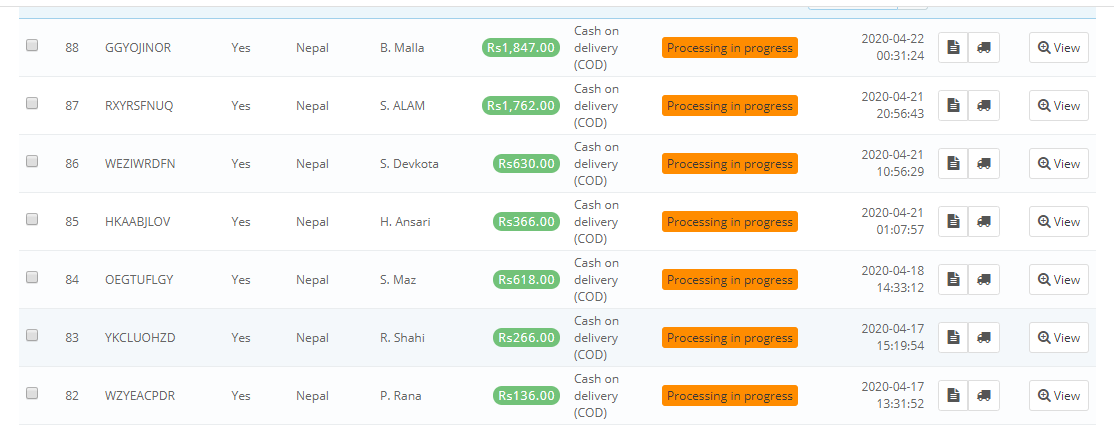 88 GGYOJINOR Yes Nepal B. Malla Rs1,847.00 Cash on delivery (COD) Processing in progress 2020-04-22 00:31:24 View
87 RXYRSFNUQ Yes Nepal S. ALAM Rs1,762.00 Cash on delivery (COD) Processing in progress 2020-04-21 20:56:43 View
86 WEZIWRDFN Yes Nepal S. Devkota Rs630.00 Cash on delivery (COD) Processing in progress 2020-04-21 10:56:29 View
85 HKAABJLOV Yes Nepal H. Ansari Rs366.00 Cash on delivery (COD) Processing in progress 2020-04-21 01:07:57 View
84 OEGTUFLGY Yes Nepal S. Maz Rs618.00 Cash on delivery (COD) Processing in progress 2020-04-18 14:33:12 View
83 YKCLUOHZD Yes Nepal R. Shahi Rs266.00 Cash on delivery (COD) Processing in progress 2020-04-17 15:19:54 View
82 WZYEACPDR Yes Nepal P. Rana Rs136.00 Cash on delivery (COD) Processing in progress 2020-04-17 13:31:52 View